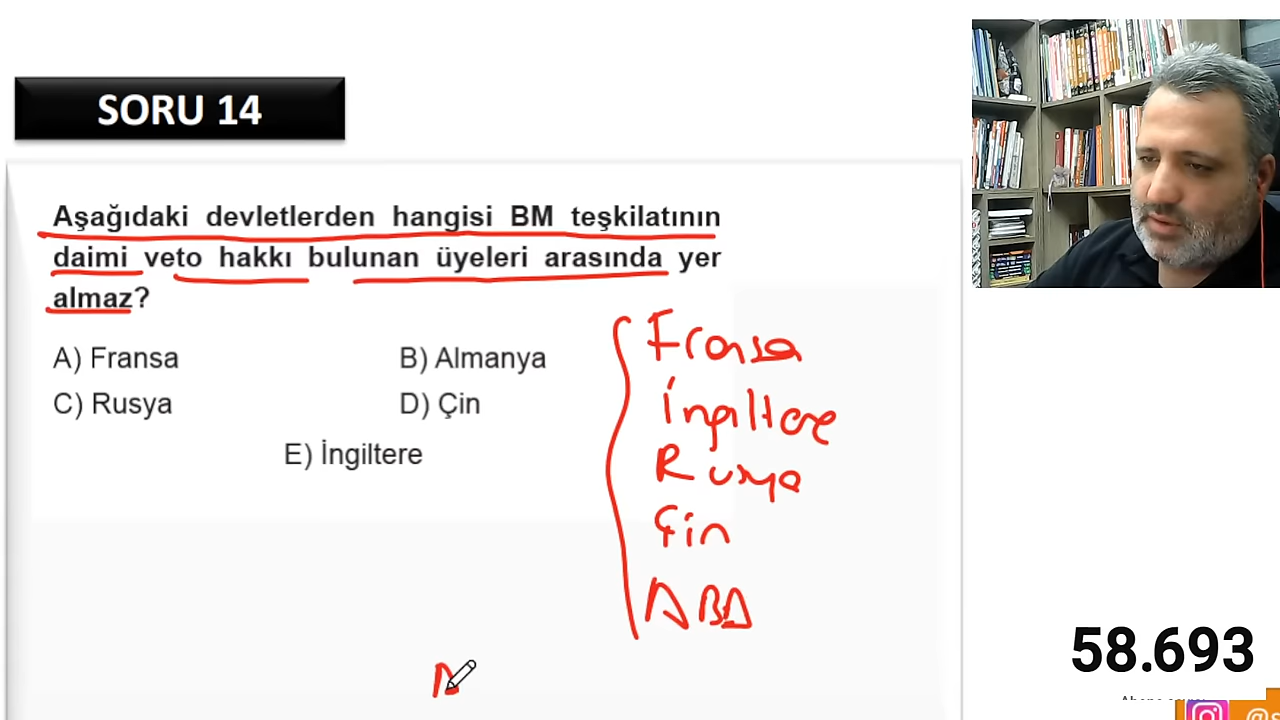 SORU 14
Aşağıdaki devletlerden hangisi BM teşkilatının
daimi veto hakkı bulunan üyeleri arasında yer
almaz?
A) Fransa
B) Almanya
C) Rusya
D) Çin
E) İngiltere
Fransa
İngiltere
Rusya
Çin
ABD
58.693